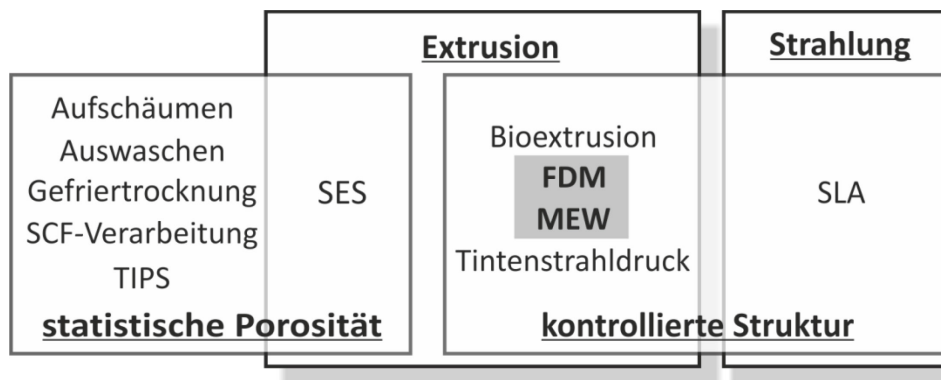 Extrusion
Strahlung
Aufschäumen
Auswaschen
Gefriertrocknung
SCF-Verarbeitung
TIPS
SES
statistische Porosität
Bioextrusion
FDM
MEW
Tintenstrahldruck
SLA
kontrollierte Struktur